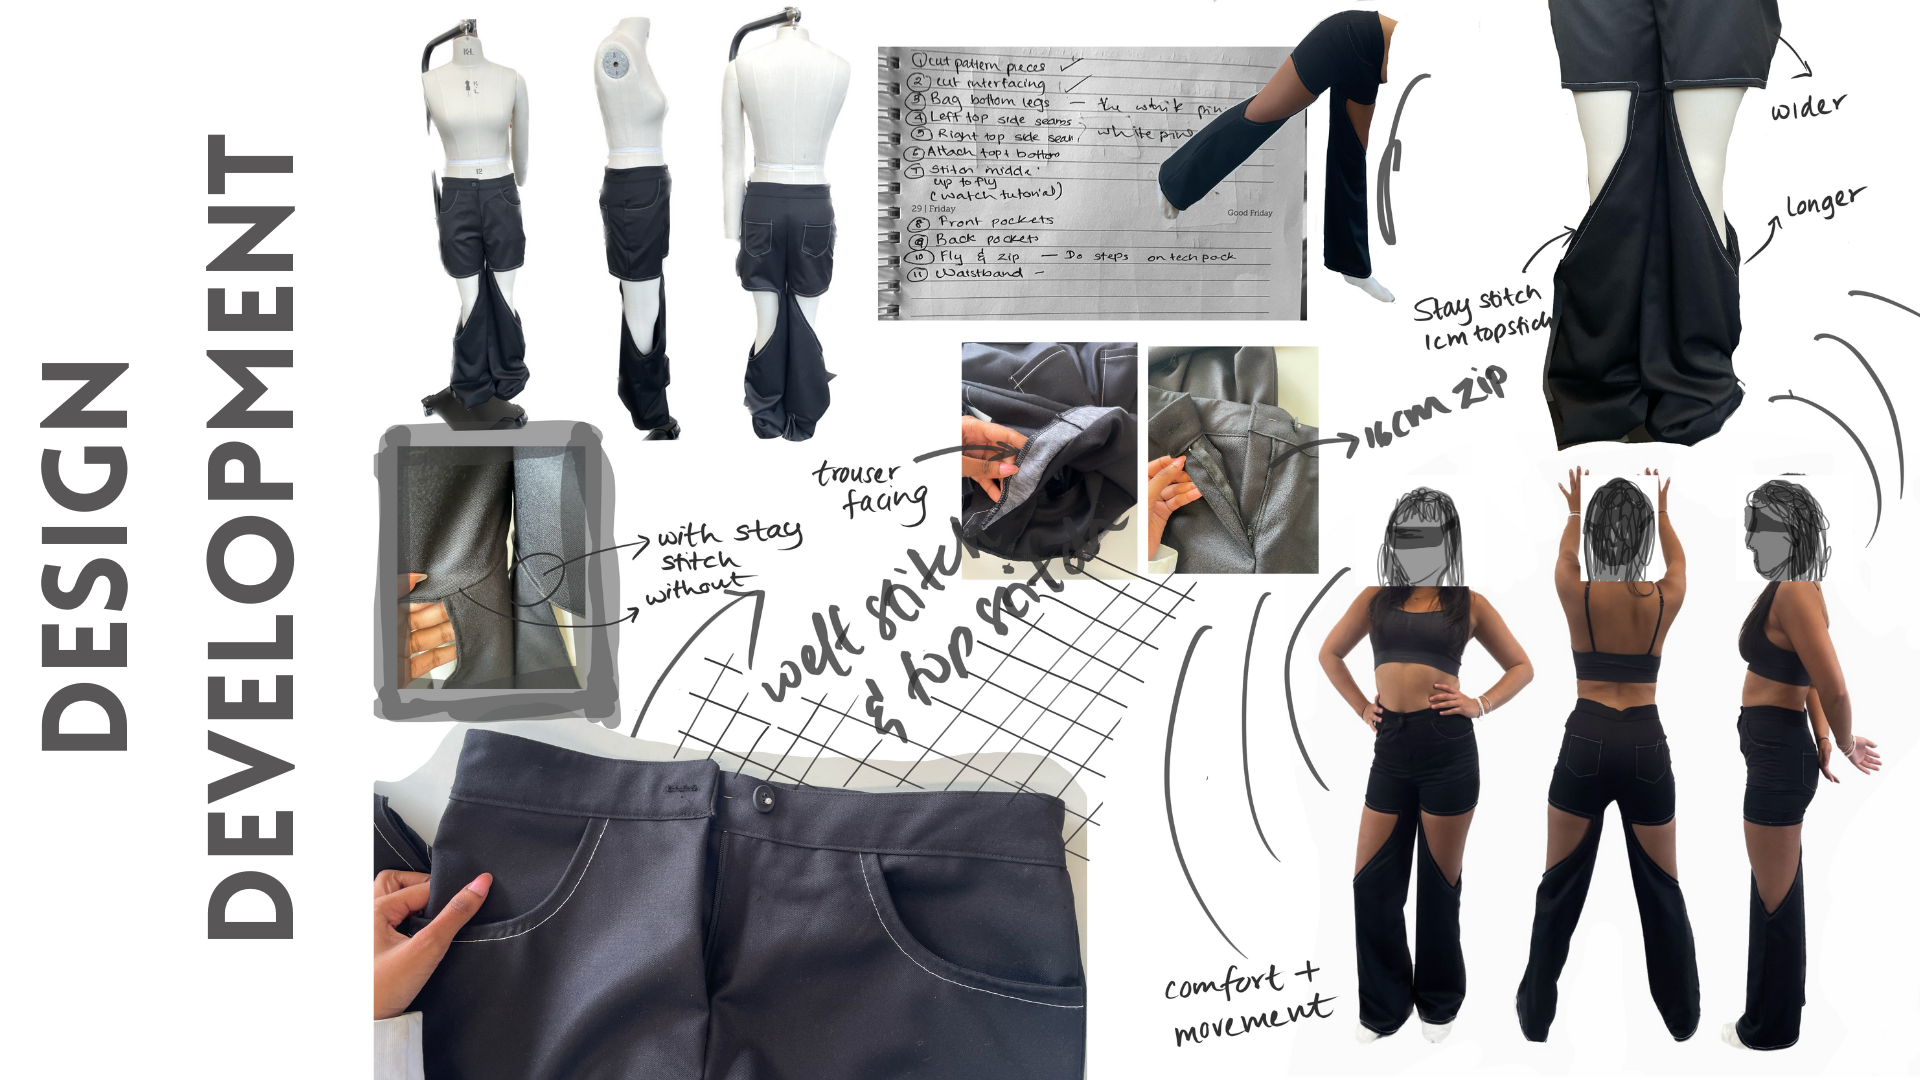 DESIGN
DEVELOPMENT
12
① cut pattern pieces ✓
② cut interfacing ✓
③ Bag bottom legs — the
④ Left top side seams
⑤ Right top side seam
white pins
⑥ Attach top + bottom
⑦ Stitch middle
up to fly
(watch tutorial)
29 | Friday
Good Friday
⑧ Front pockets
⑨ Back pockets
⑩ Fly & zip — Do steps on tech pack
⑪ Waistband –
wider
longer
Stay stitch
1cm topstitch
16cm zip
trouser
facing
with stay
stitch
without
welt stitch
& top stitch
comfort +
movement